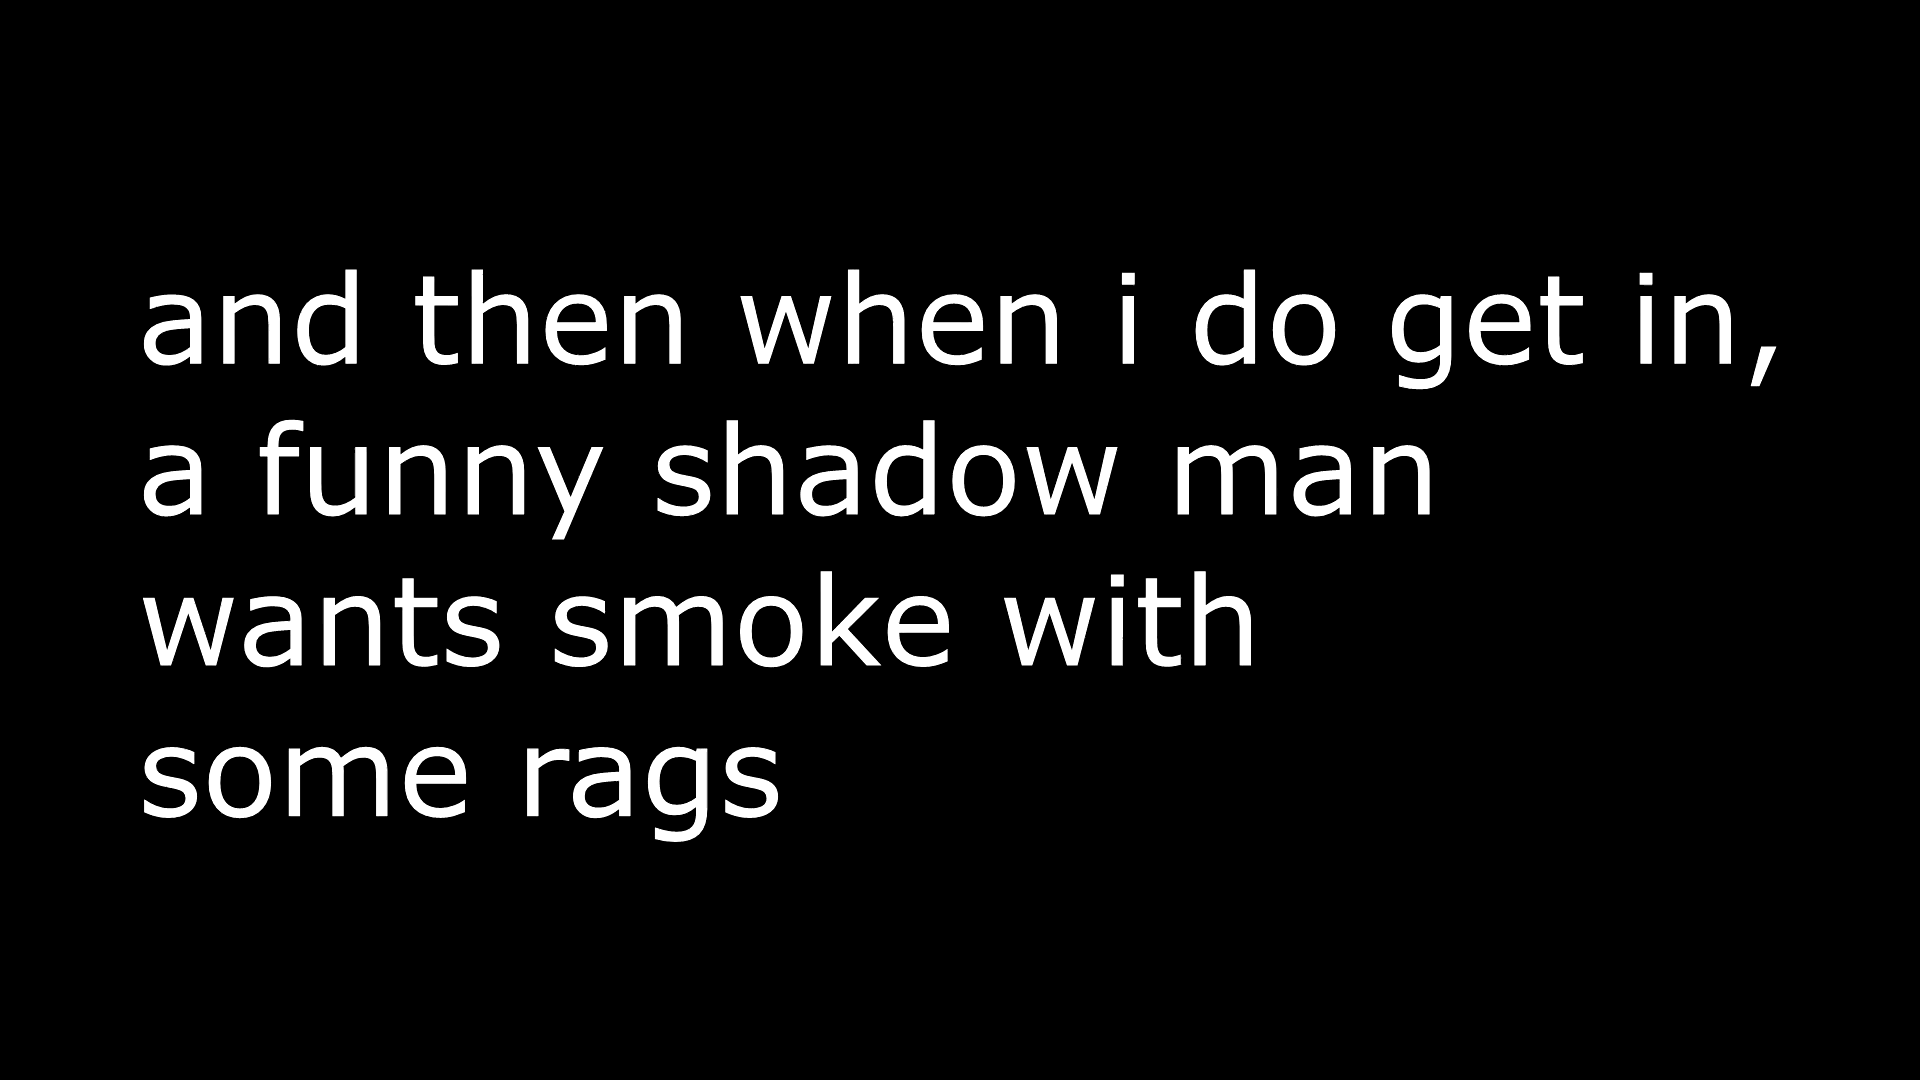 and then when i do get in,
a funny shadow man
wants smoke with
some rags